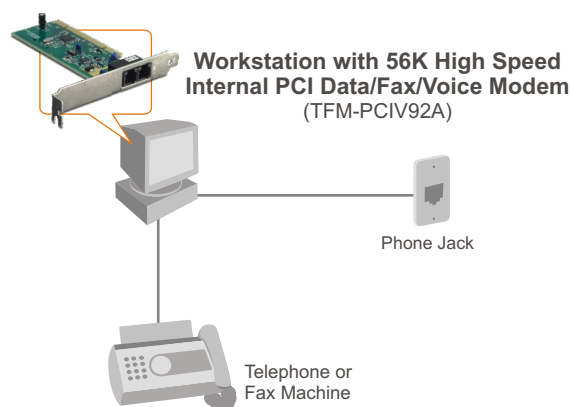 Workstation with 56K High Speed
Internal PCI Data/Fax/Voice Modem
(TFM-PCIV92A)
Phone Jack
Telephone or
Fax Machine